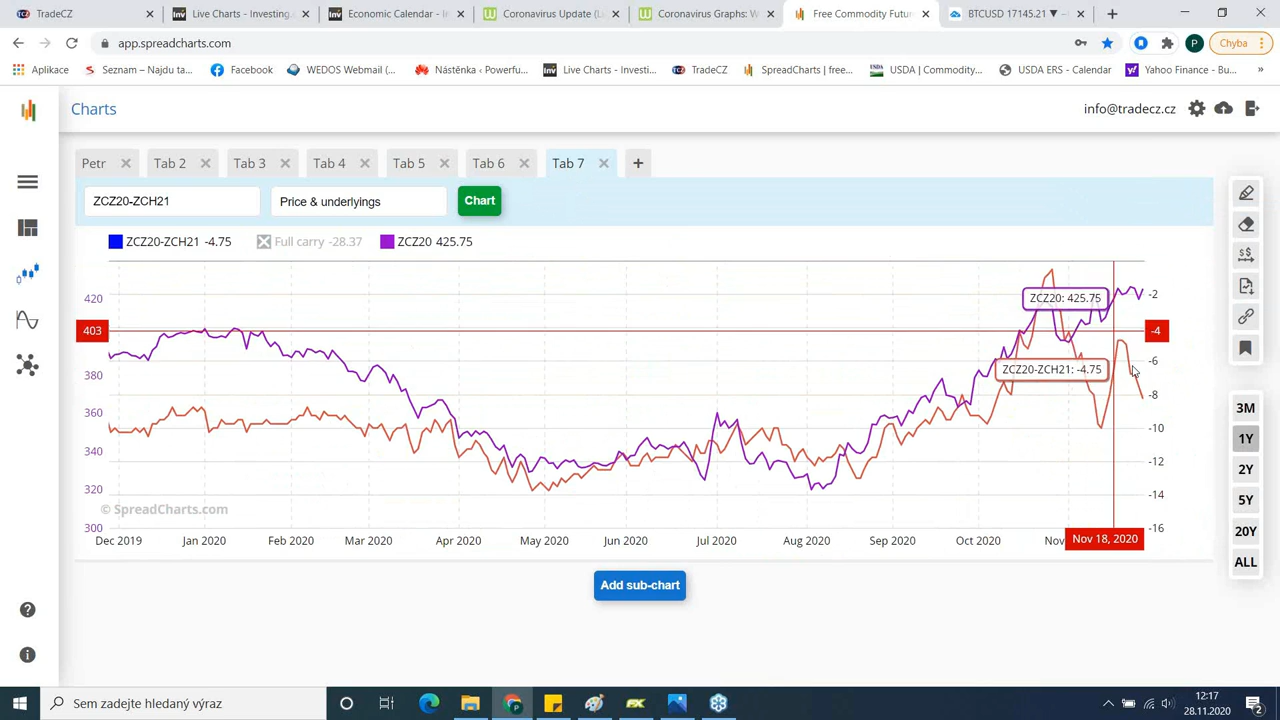 TradeCZ
Live Charts - Investing.
Economic Calendar - In
Coronavirus Update (Li
Coronavirus Graphs: W
Free Commodity Futur
BTCUSD 17145.21 ▼
app.spreadcharts.com
Chyba
Aplikace
Seznam – Najdu ta...
Facebook
WEDOS Webmail (...
Nástěnka ‹ Powerfu...
Live Charts - Investi...
TradeCZ
SpreadCharts | free...
USDA | Commodity...
USDA ERS - Calendar
Yahoo Finance - Bu...
»
Charts
info@tradecz.cz
Petr
Tab 2
Tab 3
Tab 4
Tab 5
Tab 6
Tab 7
ZCZ20-ZCH21
Price & underlyings
Chart
ZCZ20-ZCH21 -4.75
Full carry -28.37
ZCZ20 425.75
420
403
380
360
340
320
300
-2
-4
-6
-8
-10
-12
-14
-16
ZCZ20: 425.75
ZCZ20-ZCH21: -4.75
© SpreadCharts.com
Dec 2019
Jan 2020
Feb 2020
Mar 2020
Apr 2020
May 2020
Jun 2020
Jul 2020
Aug 2020
Sep 2020
Oct 2020
Nov
Nov 18, 2020
Add sub-chart
3M
1Y
2Y
5Y
20Y
ALL
Sem zadejte hledaný výraz
12:17
28.11.2020
2